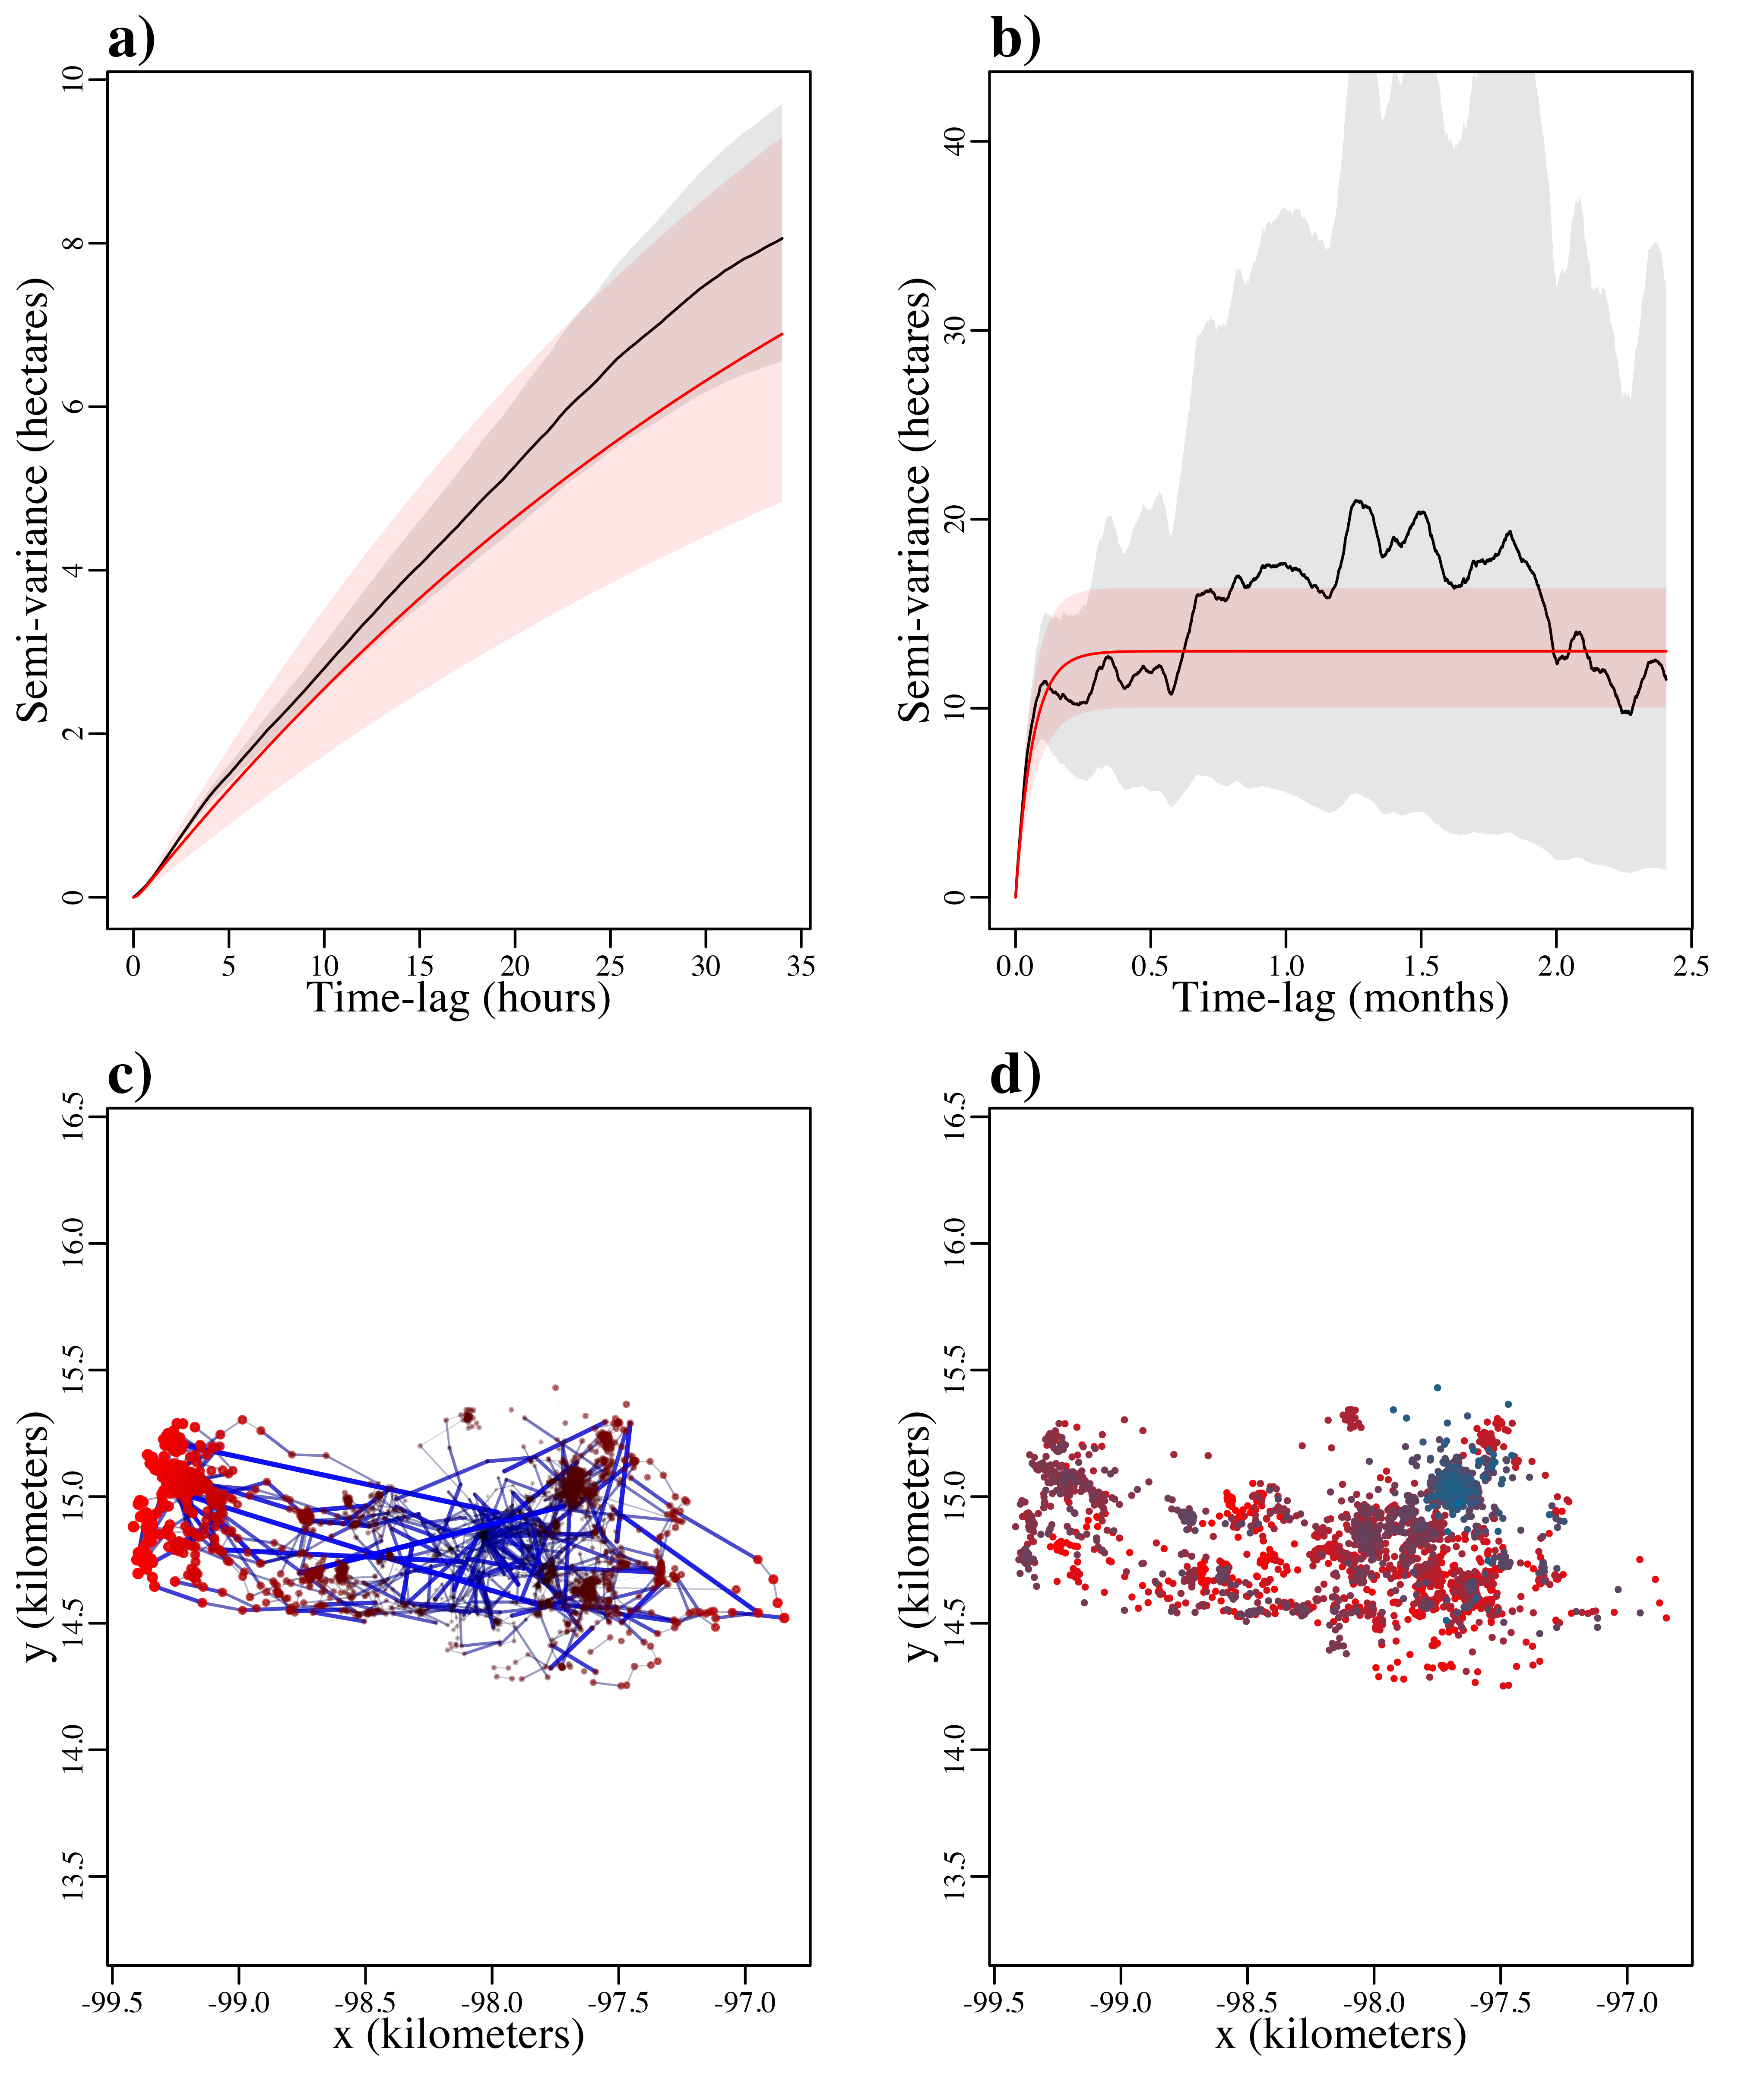 a)
Semi-variance (hectares)
10
8
6
4
2
0
0 5 10 15 20 25 30 35
Time-lag (hours)
b)
Semi-variance (hectares)
40
30
20
10
0
0.0 0.5 1.0 1.5 2.0 2.5
Time-lag (months)
c)
y (kilometers)
16.5
16.0
15.5
15.0
14.5
14.0
13.5
-99.5 -99.0 -98.5 -98.0 -97.5 -97.0
x (kilometers)
d)
y (kilometers)
16.5
16.0
15.5
15.0
14.5
14.0
13.5
-99.5 -99.0 -98.5 -98.0 -97.5 -97.0
x (kilometers)